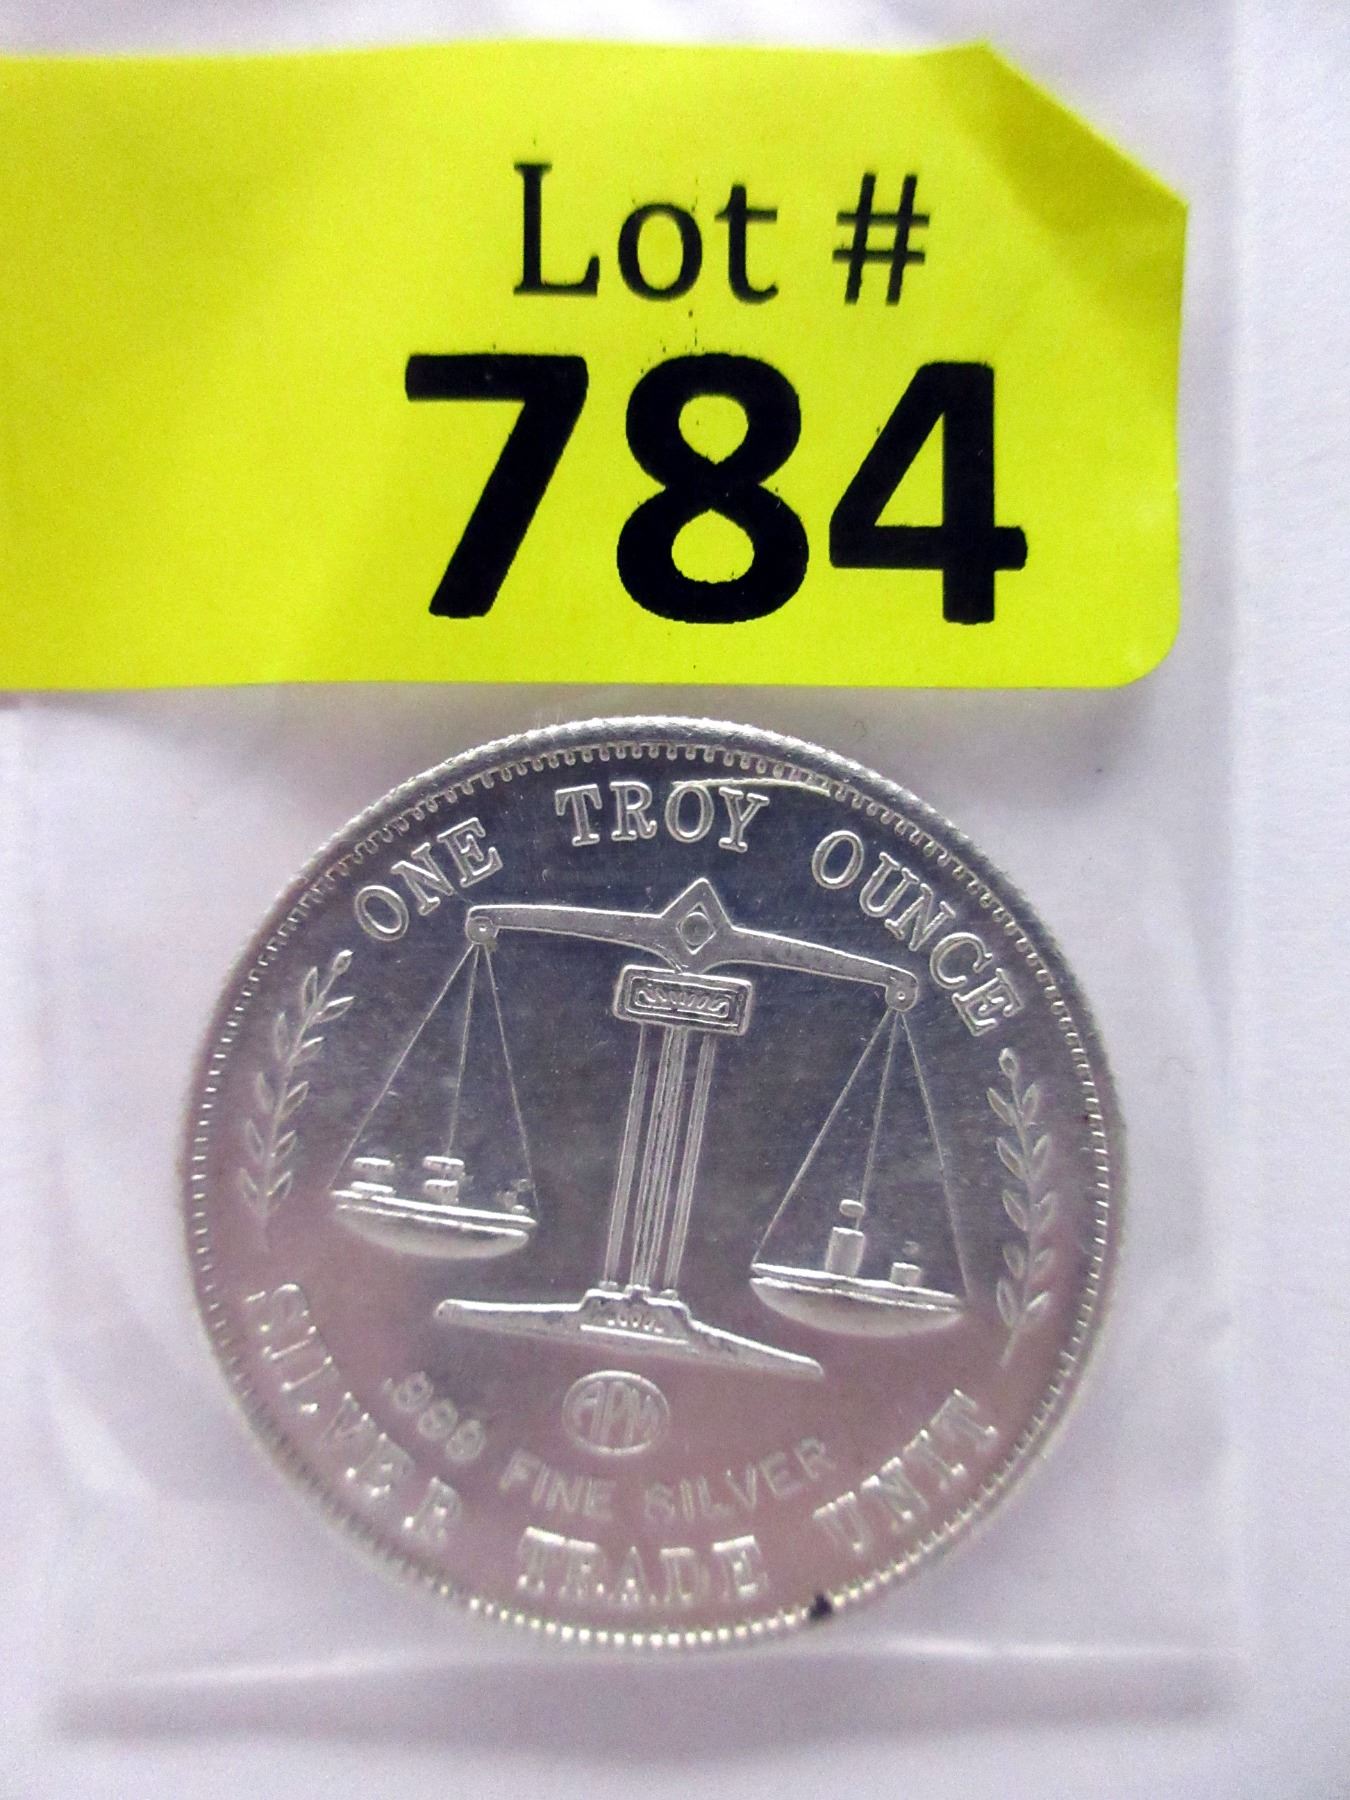 Lot #
784
ONE TROY OUNCE
APM
.999 FINE SILVER
SILVER TRADE UNIT